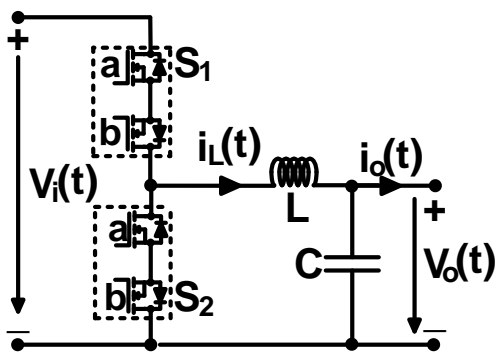 +
a
S1
b
Vi(t)
iL(t)
io(t)
L
+
a
C
Vo(t)
b
S2
–
–